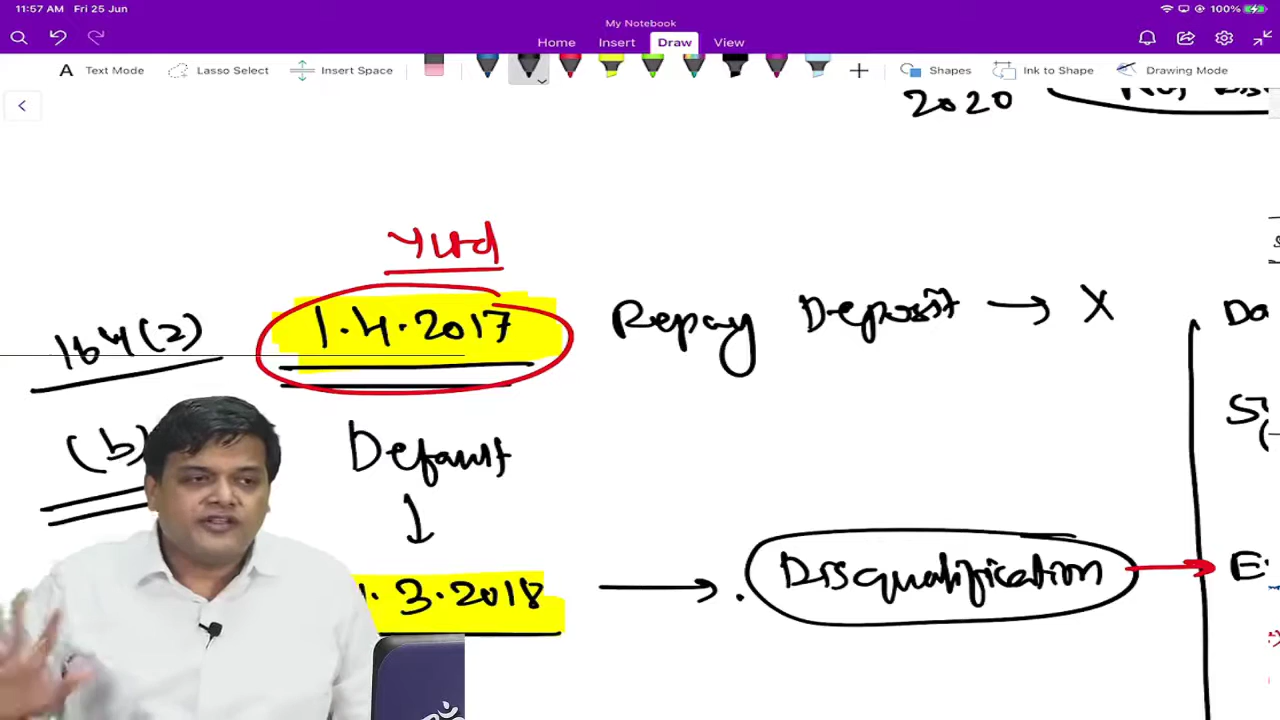 11:57 AM Fri 25 Jun 100%
My Notebook
Home Insert Draw View
Text Mode Lasso Select Insert Space Shapes Ink to Shape Drawing Mode
2020
164(2) 1.4.2017 Repay Deposit → X
(b) Default
↓
3.2018 → Disqualification
ॐ